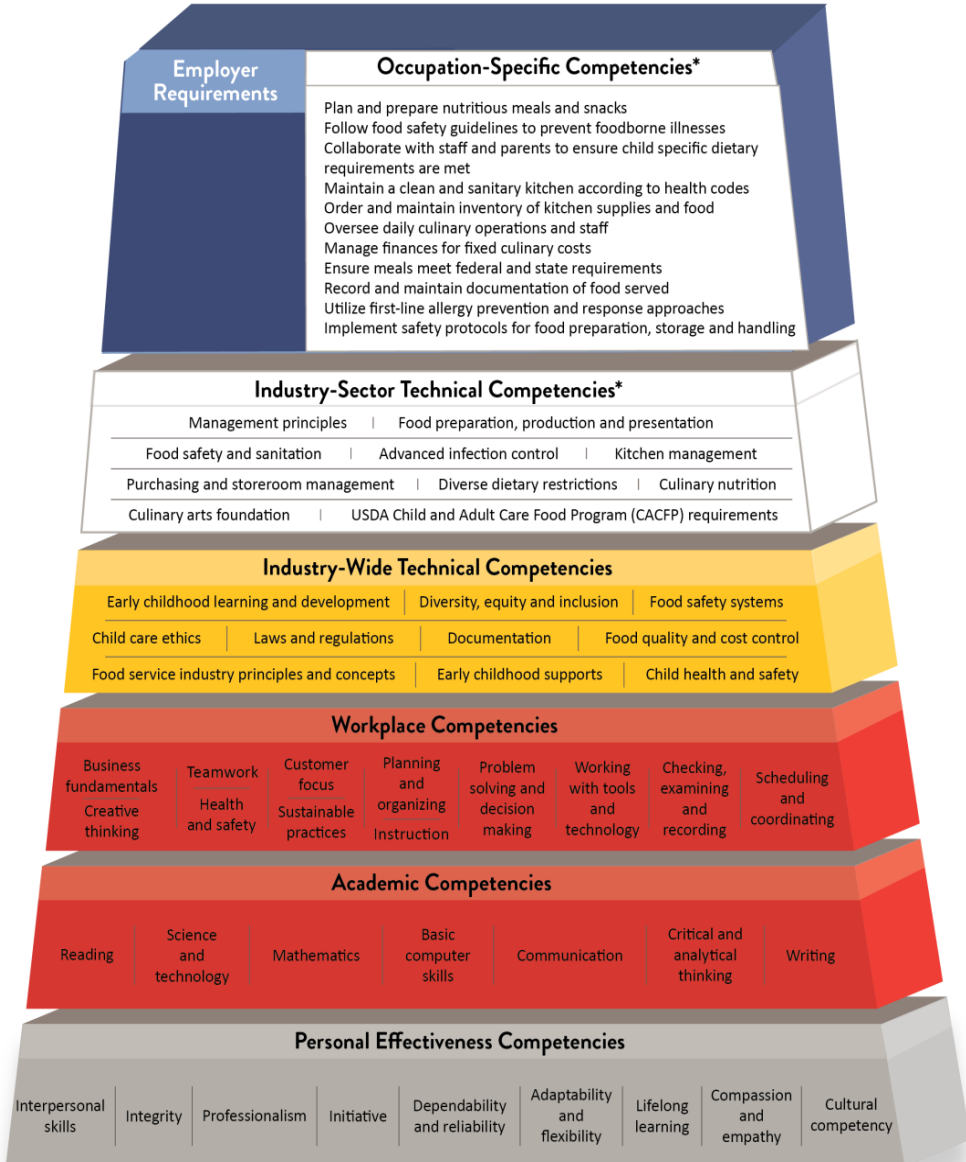 Employer
Requirements
Occupation-Specific Competencies*
Plan and prepare nutritious meals and snacks
Follow food safety guidelines to prevent foodborne illnesses
Collaborate with staff and parents to ensure child specific dietary
requirements are met
Maintain a clean and sanitary kitchen according to health codes
Order and maintain inventory of kitchen supplies and food
Oversee daily culinary operations and staff
Manage finances for fixed culinary costs
Ensure meals meet federal and state requirements
Record and maintain documentation of food served
Utilize first-line allergy prevention and response approaches
Implement safety protocols for food preparation, storage and handling
Industry-Sector Technical Competencies*
Management principles | Food preparation, production and presentation
Food safety and sanitation | Advanced infection control | Kitchen management
Purchasing and storeroom management | Diverse dietary restrictions | Culinary nutrition
Culinary arts foundation | USDA Child and Adult Care Food Program (CACFP) requirements
Industry-Wide Technical Competencies
Early childhood learning and development | Diversity, equity and inclusion | Food safety systems
Child care ethics | Laws and regulations | Documentation | Food quality and cost control
Food service industry principles and concepts | Early childhood supports | Child health and safety
Workplace Competencies
Business
fundamentals
Creative
thinking
Teamwork
Health
and safety
Customer
focus
Sustainable
practices
Planning
and
organizing
Instruction
Problem
solving and
decision
making
Working
with tools
and
technology
Checking,
examining
and
recording
Scheduling
and
coordinating
Academic Competencies
Reading
Science
and
technology
Mathematics
Basic
computer
skills
Communication
Critical and
analytical
thinking
Writing
Personal Effectiveness Competencies
Interpersonal
skills
Integrity
Professionalism
Initiative
Dependability
and reliability
Adaptability
and
flexibility
Lifelong
learning
Compassion
and
empathy
Cultural
competency